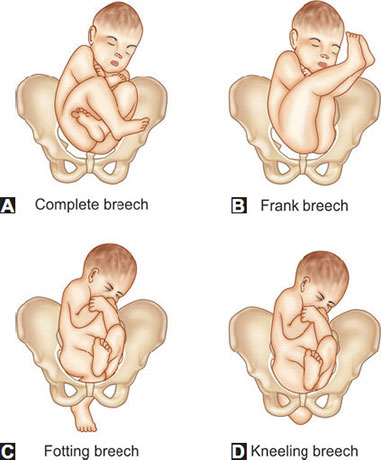 A Complete breech
B Frank breech
C Fotting breech
D Kneeling breech